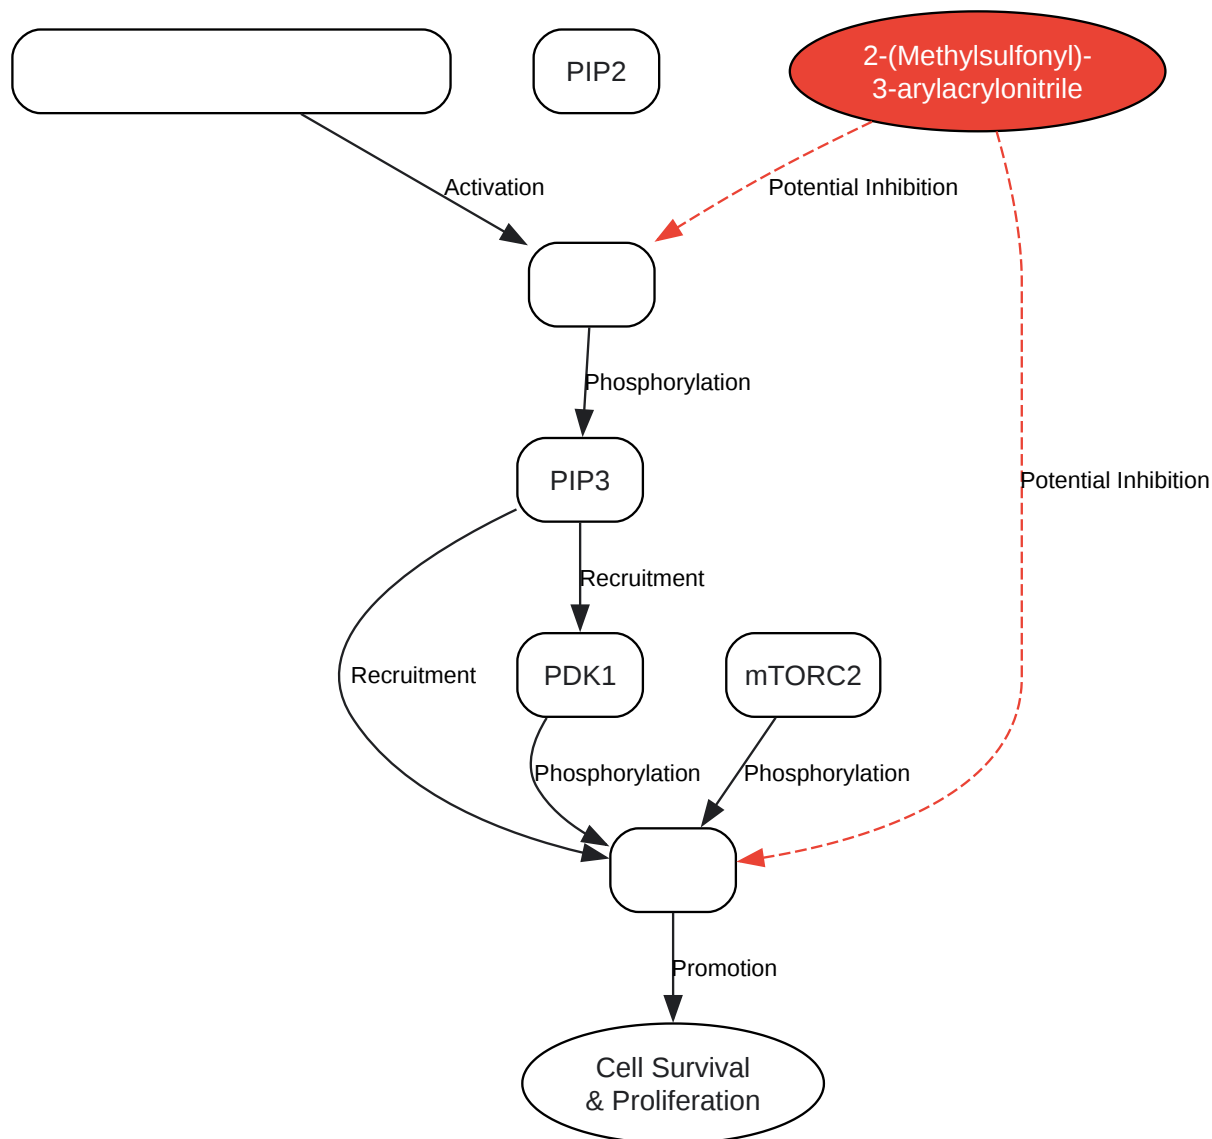 PIP2
2-(Methylsulfonyl)-
3-arylacrylonitrile
Activation
Potential Inhibition
Phosphorylation
PIP3
Potential Inhibition
Recruitment
Recruitment
PDK1
mTORC2
Phosphorylation
Phosphorylation
Promotion
Cell Survival
& Proliferation